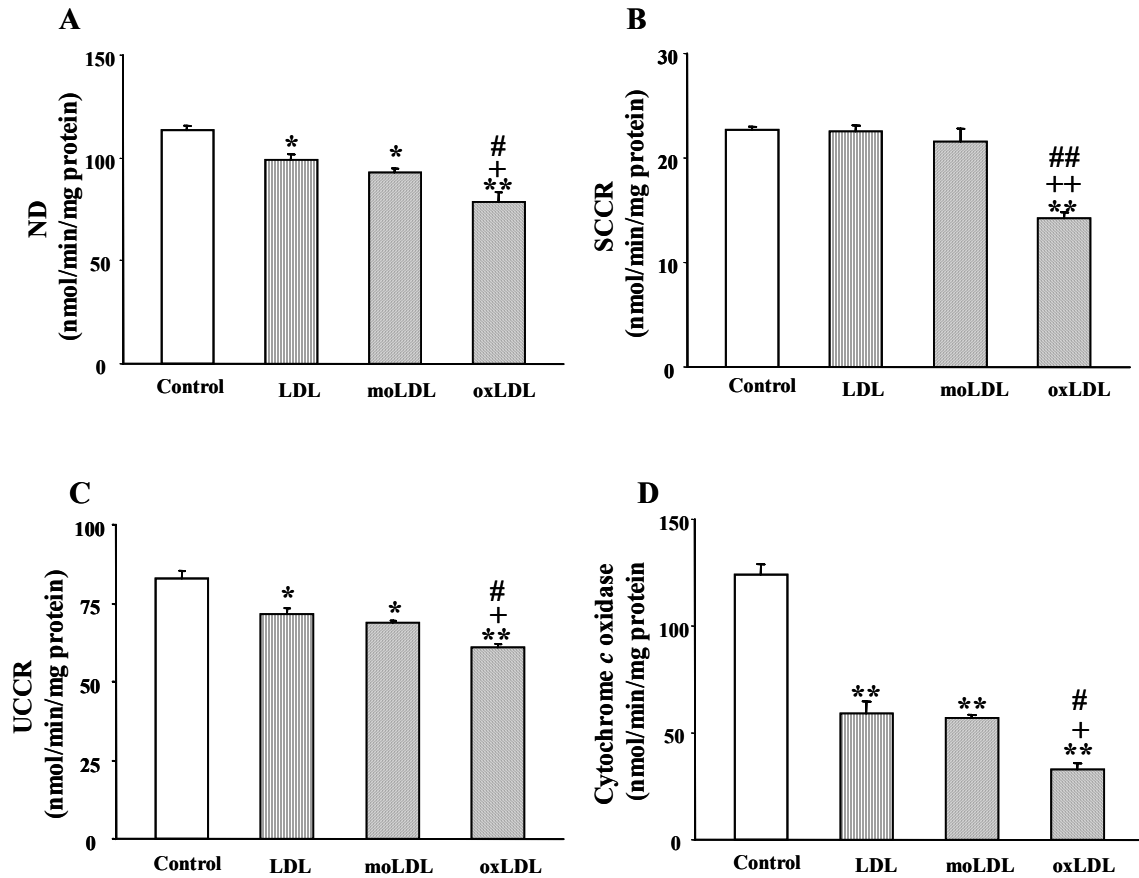 A
ND
(nmol/min/mg protein)
150
100
50
0
*
*
#
+
**
Control
LDL
moLDL
oxLDL
B
SCCR
(nmol/min/mg protein)
30
20
10
0
##
++
**
Control
LDL
moLDL
oxLDL
C
UCCR
(nmol/min/mg protein)
100
75
50
25
0
*
*
#
+
**
Control
LDL
moLDL
oxLDL
D
Cytochrome c oxidase
(nmol/min/mg protein
150
100
50
0
**
**
#
+
**
Control
LDL
moLDL
oxLDL